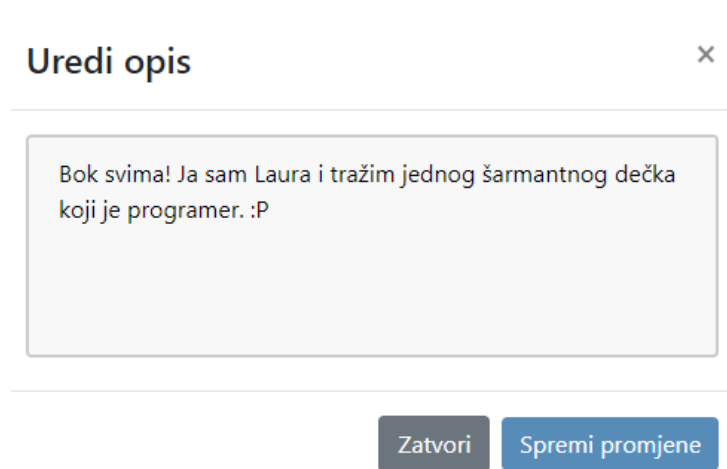 Uredi opis
×
Bok svima! Ja sam Laura i tražim jednog šarmantnog dečka
koji je programer. :P
Zatvori
Spremi promjene